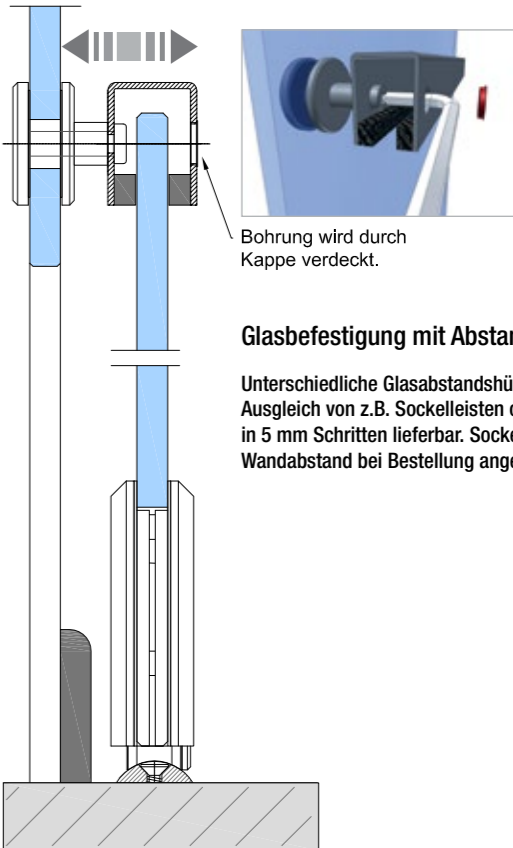 Bohrung wird durch
Kappe verdeckt.
Glasbefestigung mit
Unterschiedliche
Ausgleich von z.B. Sockelleisten
in 5 mm Schritten lieferbar.
Wandabstand bei Bestellung